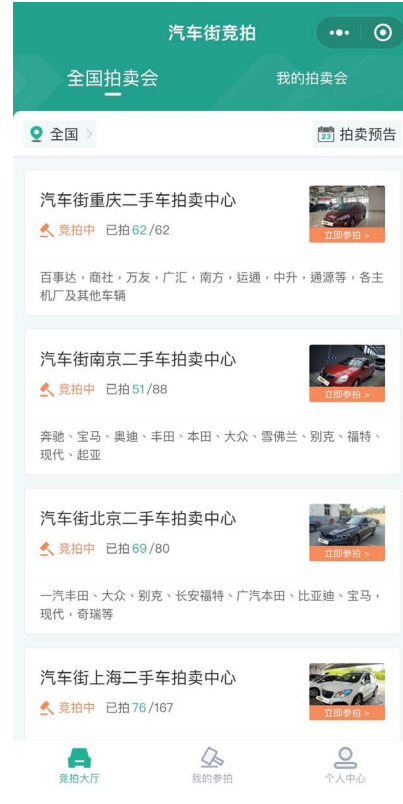 汽车街竞拍
全国拍卖会
我的拍卖会
全国 >
23 拍卖预告
汽车街重庆二手车拍卖中心
竞拍中 已拍 62/62
立即参拍 >
百事达，商社，万友，广汇，南方，运通，中升，通源等，各主
机厂及其他车辆
汽车街南京二手车拍卖中心
竞拍中 已拍 51/88
立即参拍 >
奔驰、宝马、奥迪、丰田、本田、大众、雪佛兰、别克、福特、
现代、起亚
汽车街北京二手车拍卖中心
竞拍中 已拍 69/80
立即参拍 >
一汽丰田、大众、别克、长安福特、广汽本田、比亚迪、宝马，
现代，奇瑞等
汽车街上海二手车拍卖中心
竞拍中 已拍 76/167
立即参拍 >
竞拍大厅
我的参拍
个人中心